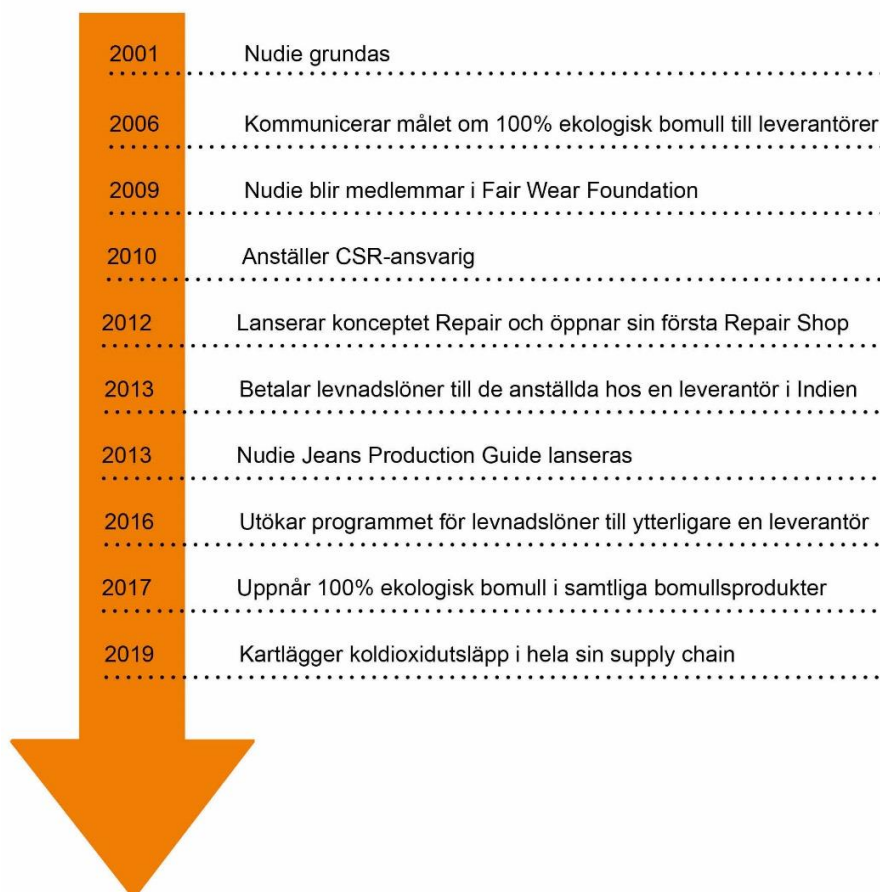 2001 Nudie grundas
2006 Kommunicerar målet om 100% ekologisk bomull till leverantörer
2009 Nudie blir medlemmar i Fair Wear Foundation
2010 Anställer CSR-ansvarig
2012 Lanserar konceptet Repair och öppnar sin första Repair Shop
2013 Betalar levnadslöner till de anställda hos en leverantör i Indien
2013 Nudie Jeans Production Guide lanseras
2016 Utökar programmet för levnadslöner till ytterligare en leverantör
2017 Uppnår 100% ekologisk bomull i samtliga bomullsprodukter
2019 Kartlägger koldioxidutsläpp i hela sin supply chain